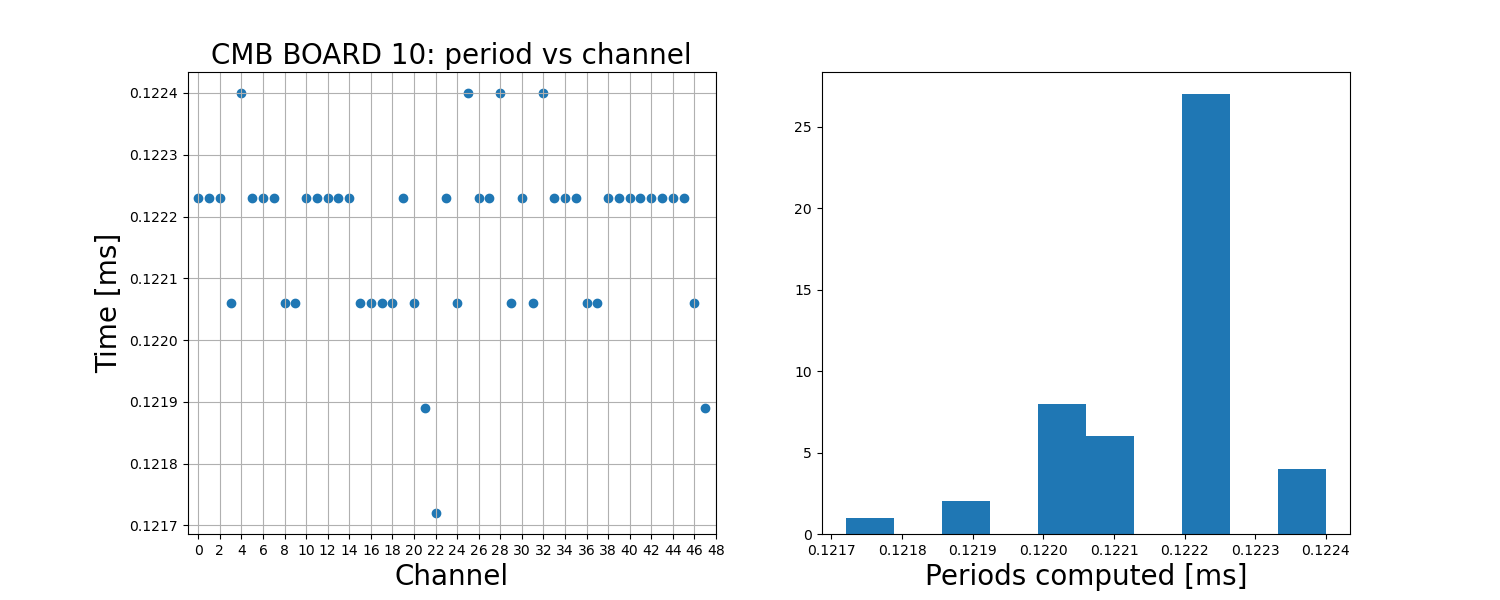 CMB BOARD 10: period vs channel
0.1224
0.1223
0.1222
0.1221
0.1220
0.1219
0.1218
0.1217
Time [ms]
0 2 4 6 8 10 12 14 16 18 20 22 24 26 28 30 32 34 36 38 40 42 44 46 48
Channel
25
20
15
10
5
0
0.1217 0.1218 0.1219 0.1220 0.1221 0.1222 0.1223 0.1224
Periods computed [ms]